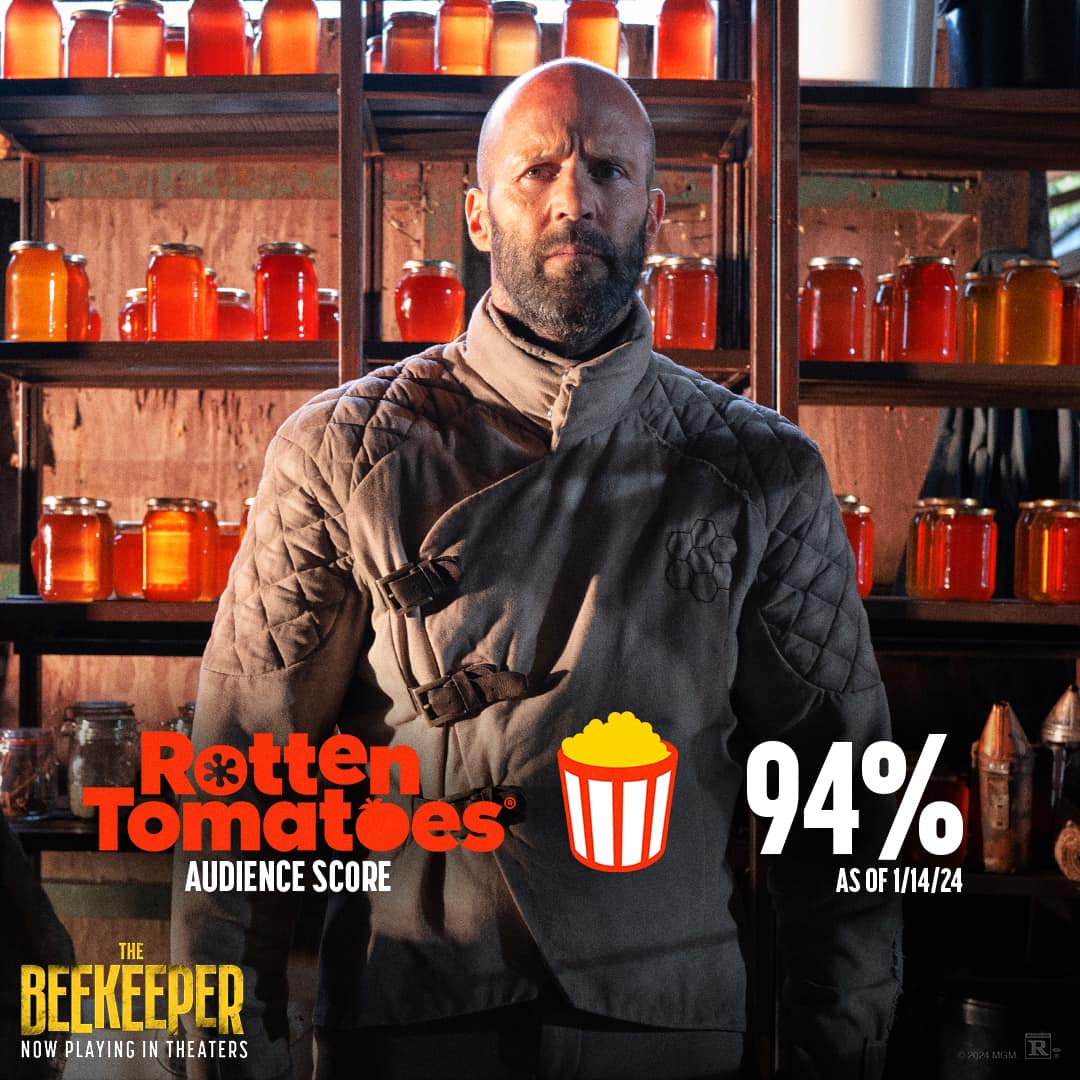 Rotten
Tomatoes®
AUDIENCE SCORE
94%
AS OF 1/14/24
THE
BEEKEEPER
NOW PLAYING IN THEATERS
© 2024 MGM
R